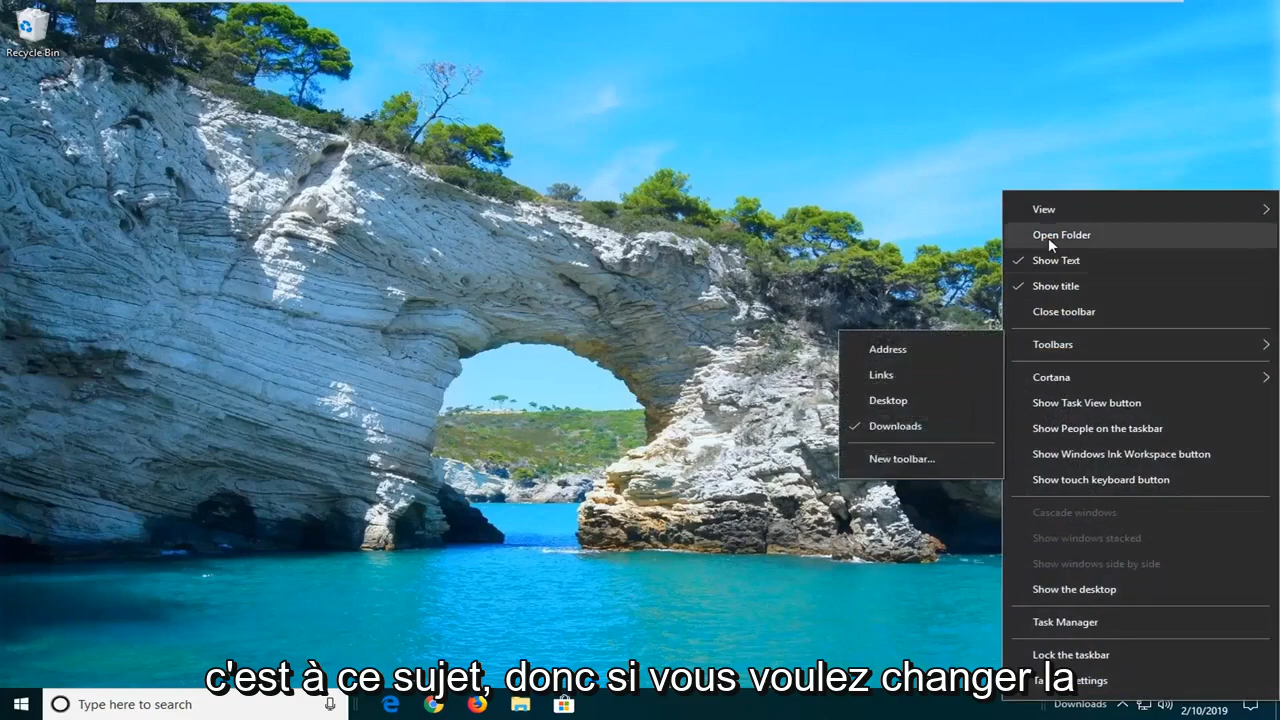 Recycle Bin
View
Open Folder
Show Text
Show title
Close toolbar
Toolbars
Address
Links
Desktop
Downloads
New toolbar...
Cortana
Show Task View button
Show People on the taskbar
Show Windows Ink Workspace button
Show touch keyboard button
Cascade windows
Show windows stacked
Show windows side by side
Show the desktop
Task Manager
Lock the taskbar
c'est à ce sujet, donc si vous voulez changer la
Type here to search
Downloads
2/10/2019